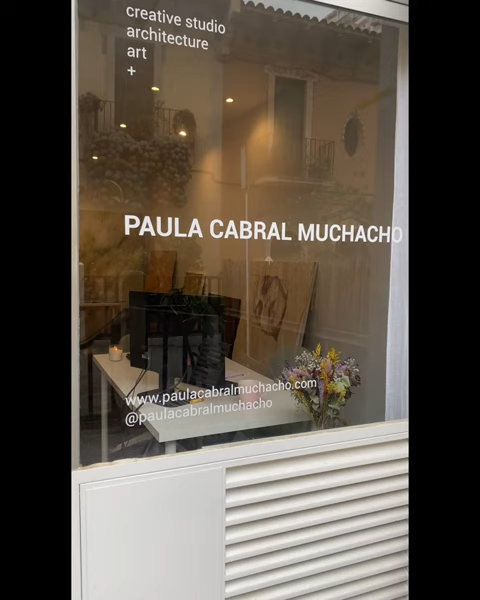 creative studio
architecture
art
+
PAULA CABRAL MUCHACHO
www.paulacabralmuchacho.com
@paulacabralmuchacho